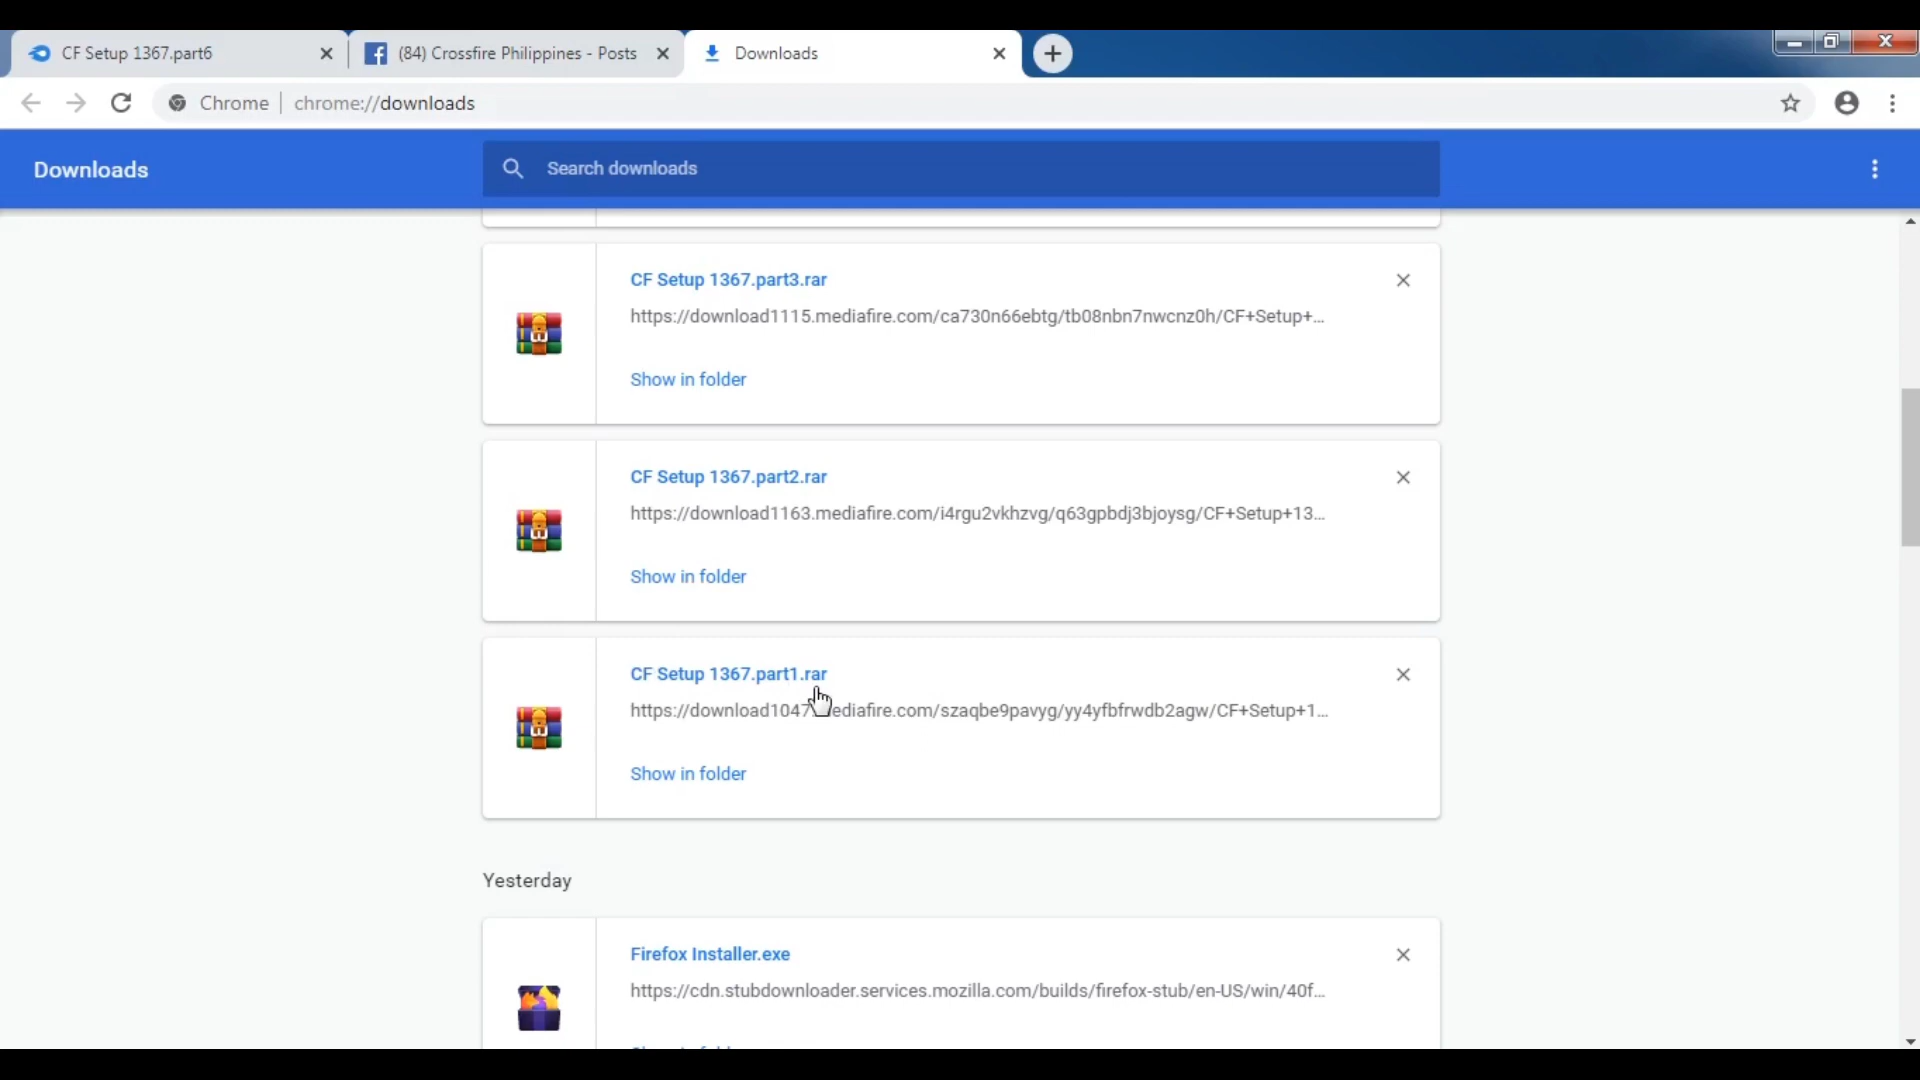 CF Setup 1367.part6
(84) Crossfire Philippines - Posts
Downloads
Chrome
chrome://downloads
Downloads
Search downloads
CF Setup 1367.part3.rar
https://download1115.mediafire.com/ca730n66ebtg/tb08nbn7nwcnz0h/CF+Setup+...
Show in folder
CF Setup 1367.part2.rar
https://download1163.mediafire.com/i4rgu2vkhzvg/q63gpbdj3bjoysg/CF+Setup+13...
Show in folder
CF Setup 1367.part1.rar
https://download1047.mediafire.com/szaqbe9pavyg/yy4yfbfrwdb2agw/CF+Setup+1...
Show in folder
Yesterday
Firefox Installer.exe
https://cdn.stubdownloader.services.mozilla.com/builds/firefox-stub/en-US/win/40f...